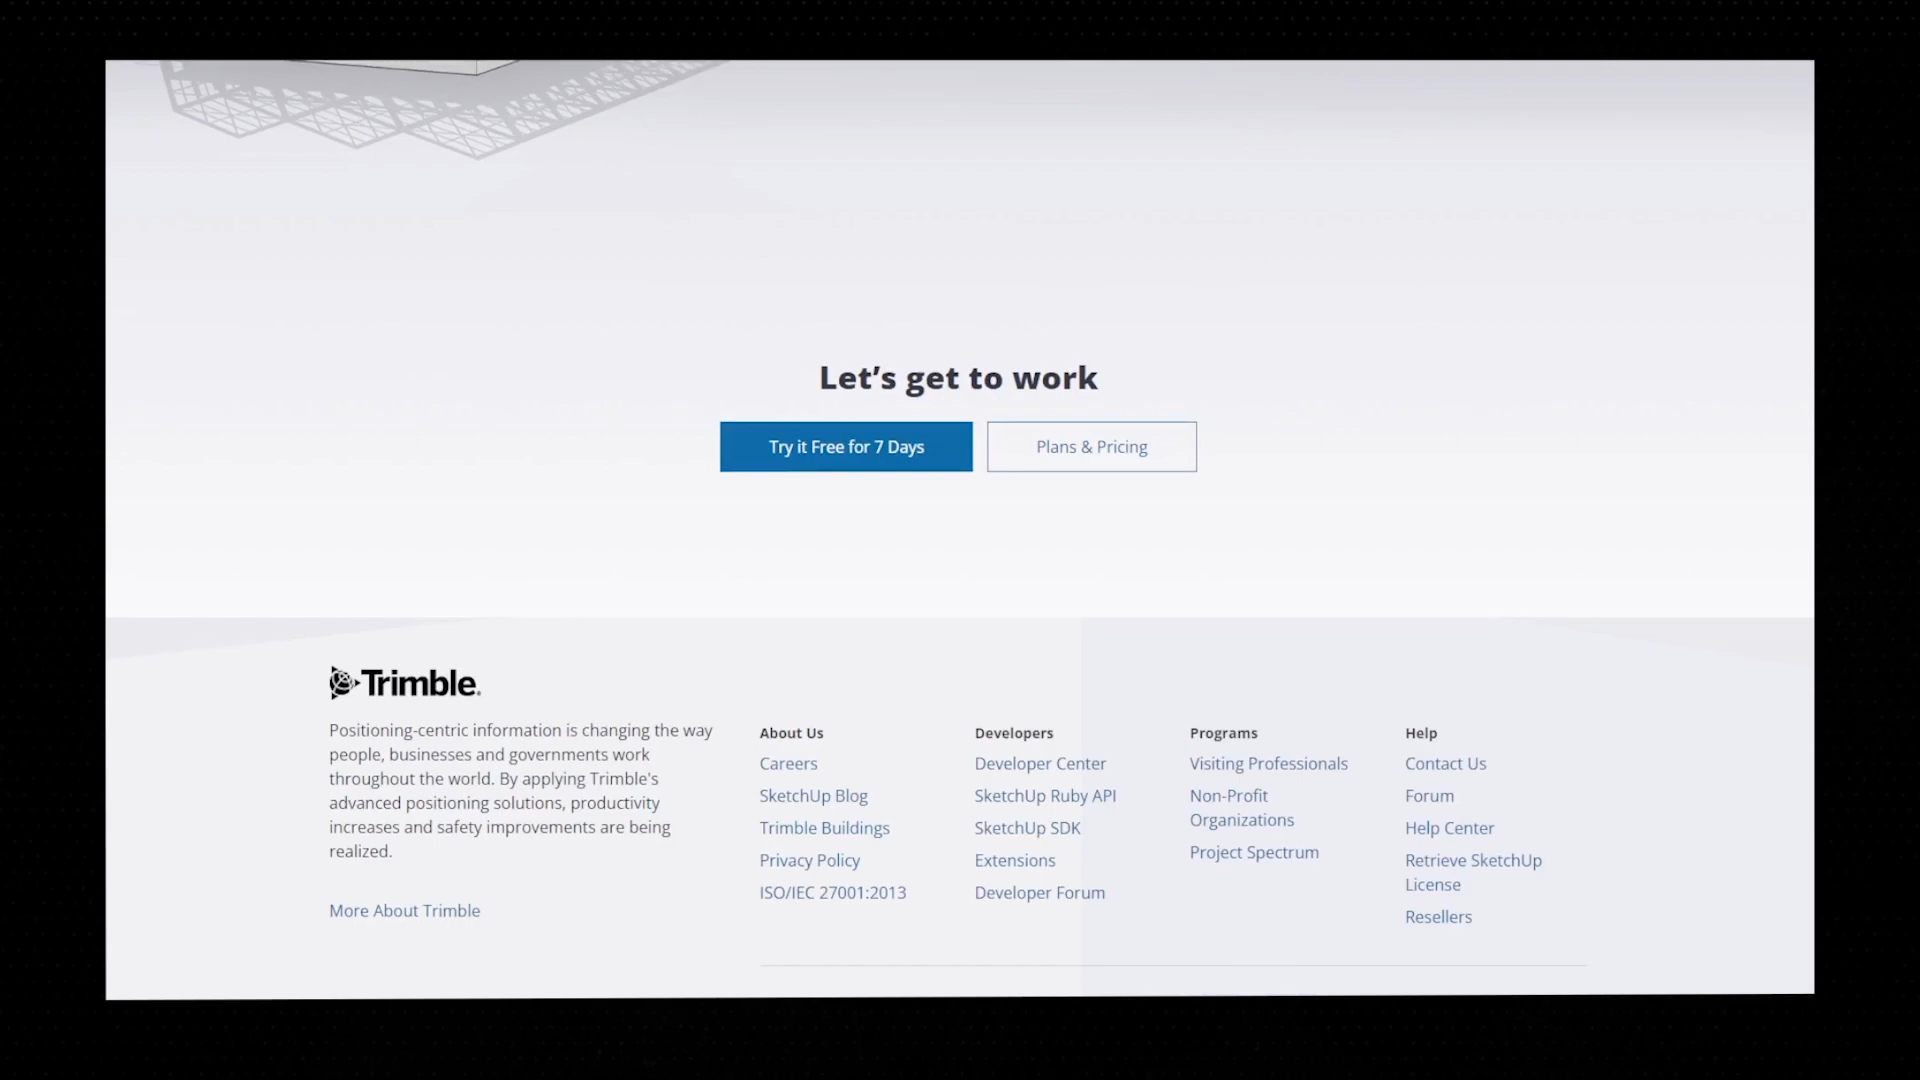 Let’s get to work
Try it Free for 7 Days
Plans & Pricing
Trimble
Positioning-centric information is changing the way
people, businesses and governments work
throughout the world. By applying Trimble's
advanced positioning solutions, productivity
increases and safety improvements are being
realized.
More About Trimble
About Us
Careers
SketchUp Blog
Trimble Buildings
Privacy Policy
ISO/IEC 27001:2013
Developers
Developer Center
SketchUp Ruby API
SketchUp SDK
Extensions
Developer Forum
Programs
Visiting Professionals
Non-Profit
Organizations
Project Spectrum
Help
Contact Us
Forum
Help Center
Retrieve SketchUp
License
Resellers